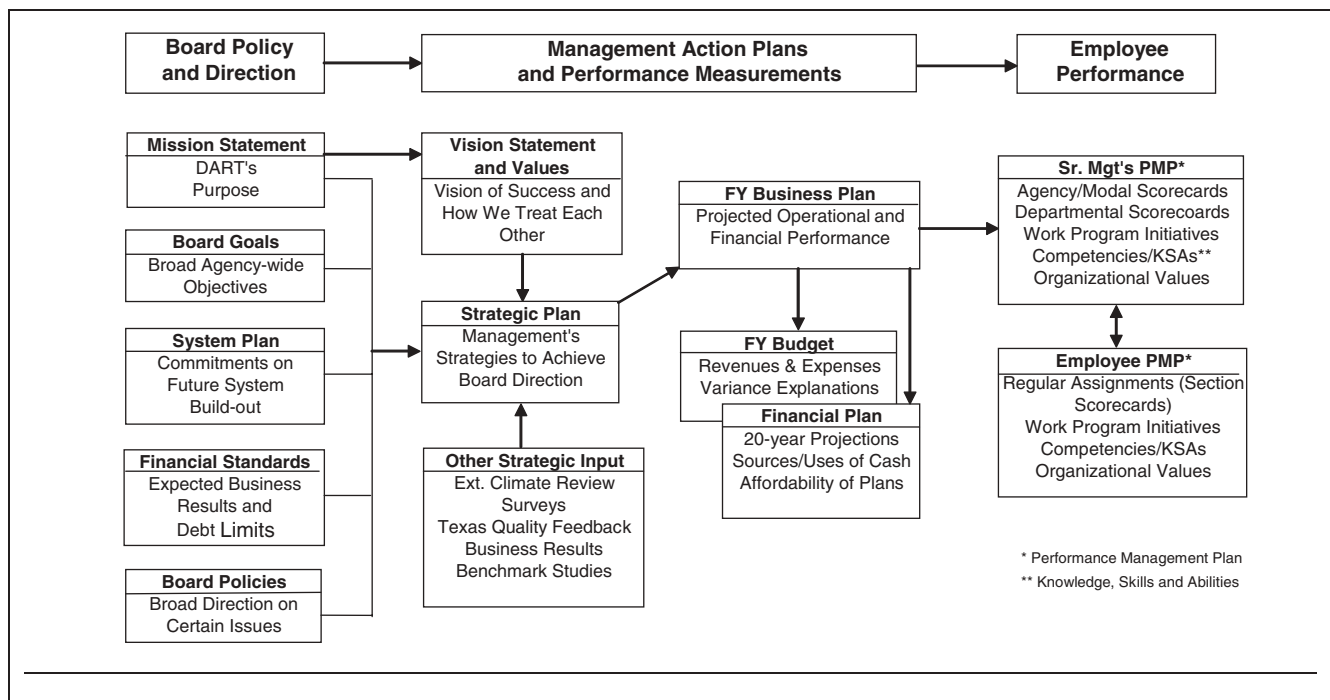 Board Policy
and Direction
Management Action Plans
and Performance Measurements
Employee
Performance
Mission Statement
DART's
Purpose
Board Goals
Broad Agency-wide
Objectives
System Plan
Commitments on
Future System
Build-out
Financial Standards
Expected Business
Results and
Debt Limits
Board Policies
Broad Direction on
Certain Issues
Vision Statement
and Values
Vision of Success and
How We Treat Each
Other
Strategic Plan
Management's
Strategies to Achieve
Board Direction
Other Strategic Input
Ext. Climate Review
Surveys
Texas Quality Feedback
Business Results
Benchmark Studies
FY Business Plan
Projected Operational and
Financial Performance
FY Budget
Revenues & Expenses
Variance Explanations
Financial Plan
20-year Projections
Sources/Uses of Cash
Affordability of Plans
Sr. Mgt's PMP*
Agency/Modal Scorecards
Departmental Scorecoards
Work Program Initiatives
Competencies/KSAs**
Organizational Values
Employee PMP*
Regular Assignments (Section
Scorecards)
Work Program Initiatives
Competencies/KSAs
Organizational Values
* Performance Management Plan
** Knowledge, Skills and Abilities